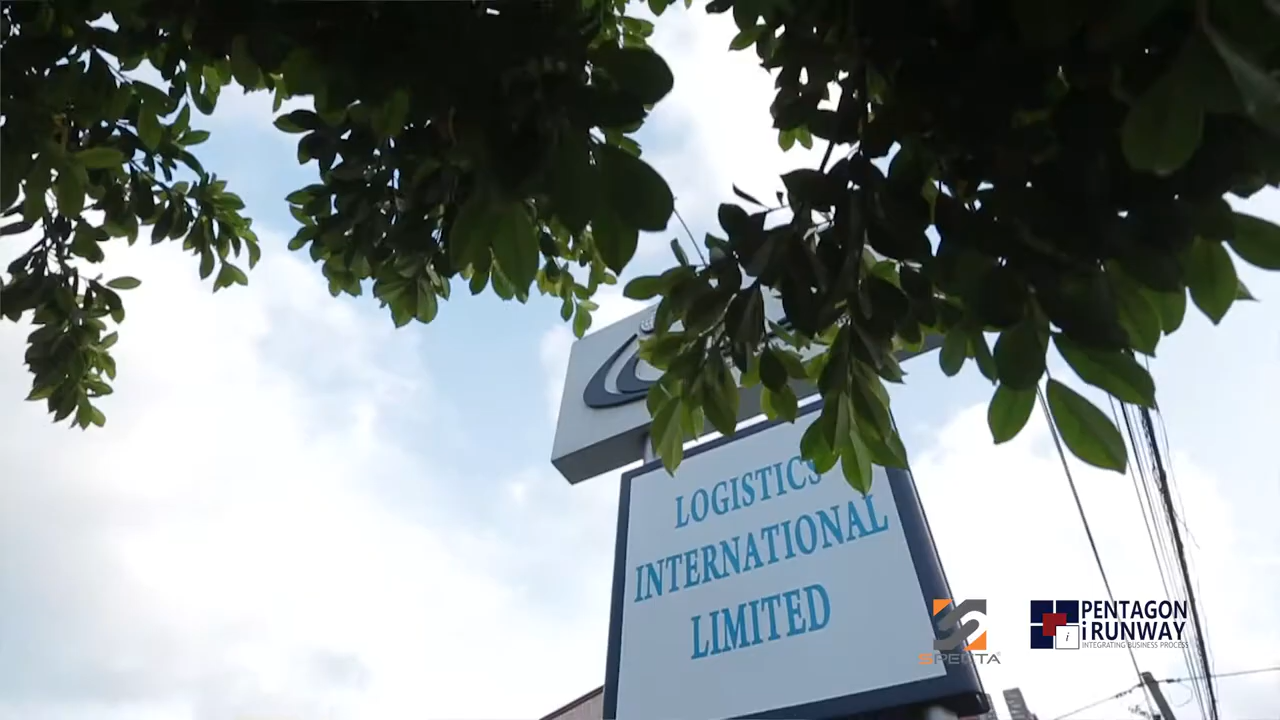 LOGISTICS
INTERNATIONAL
LIMITED
SPECTA
PENTAGON
i RUNWAY
i
INTEGRATING BUSINESS PROCESS